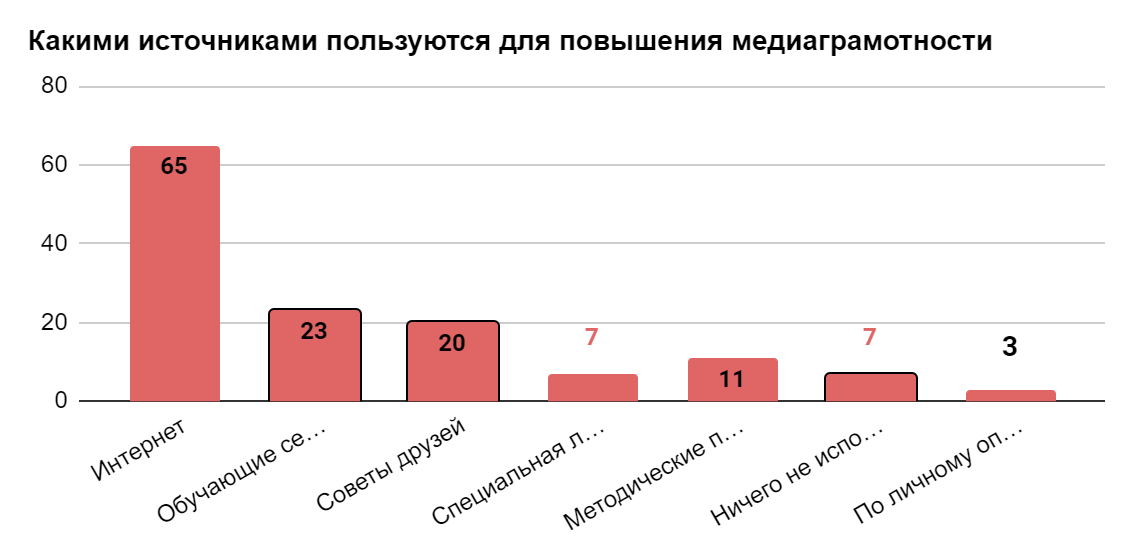 Какими источниками пользуются для повышения медиаграмотности
80
60
40
20
0
65
23
20
7
11
7
3
Интернет
Обучающие се…
Советы друзей
Специальная л…
Методические п…
Ничего не испо…
По личному оп…